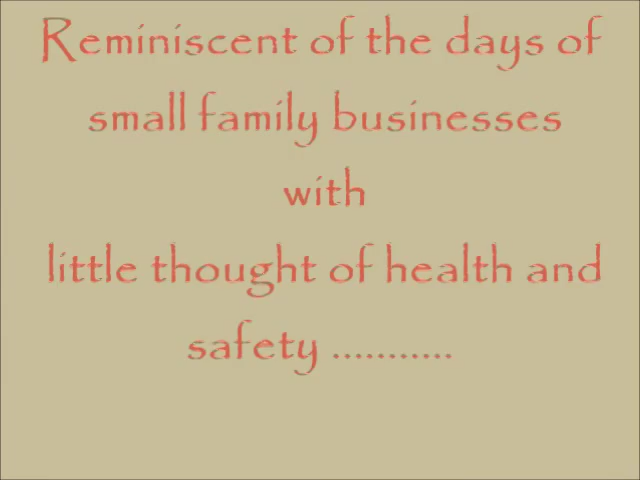 Reminiscent of the days of
small family businesses
with
little thought of health and
safety ...........